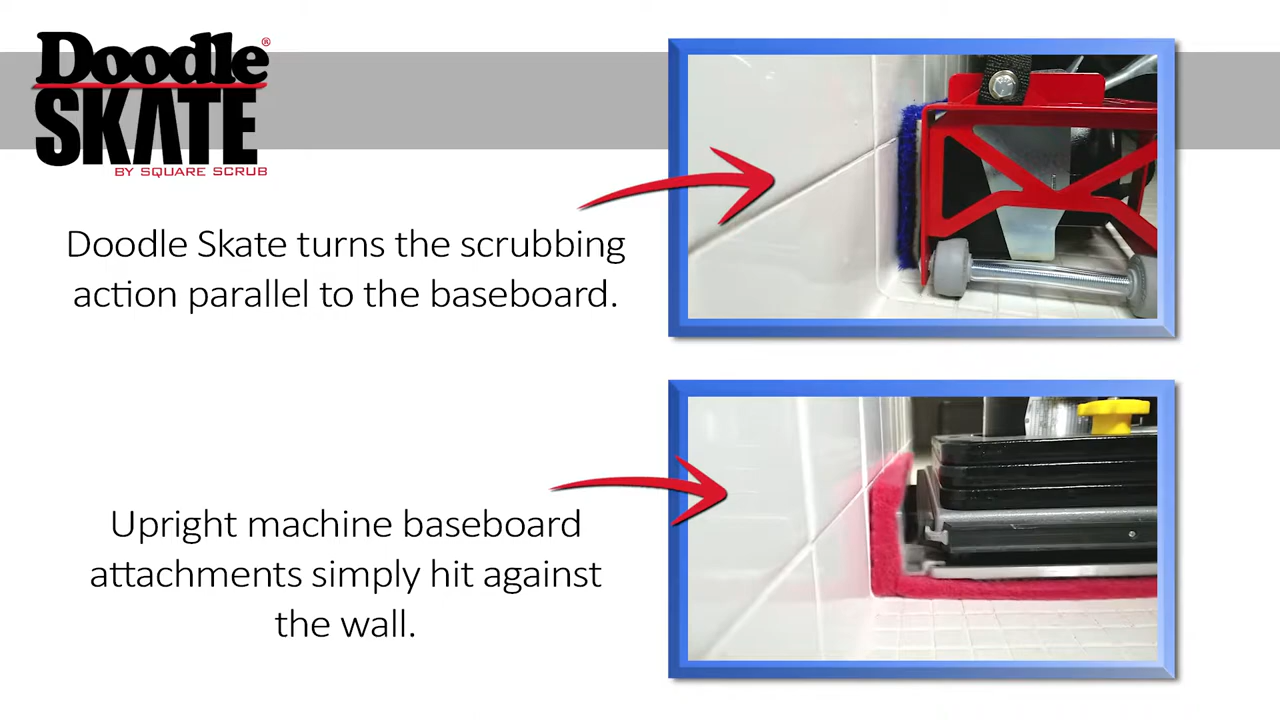 Doodle®
SKATE
BY SQUARE SCRUB
Doodle Skate turns the scrubbing
action parallel to the baseboard.
Upright machine baseboard
attachments simply hit against
the wall.